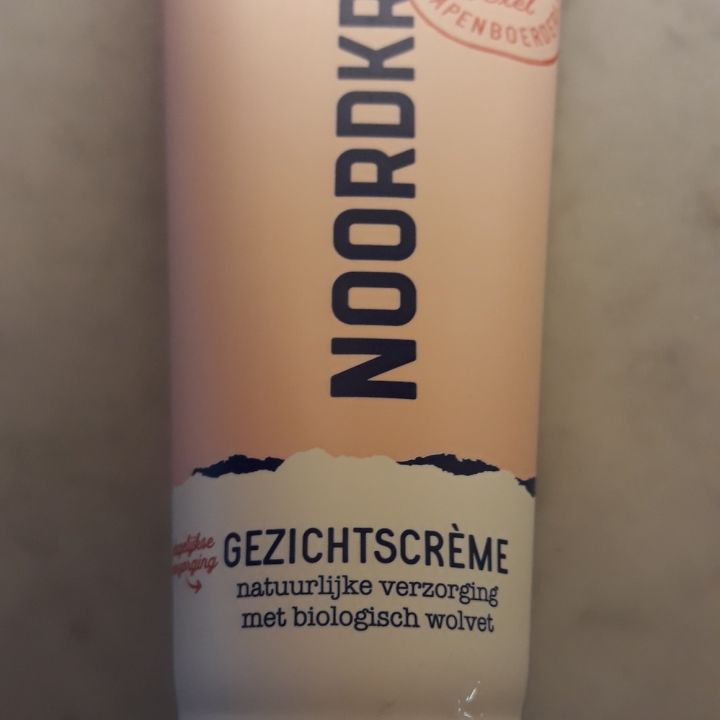 NOORDKR
GEZICHTSCRÈME
natuurlijke verzorging
met biologisch wolvet